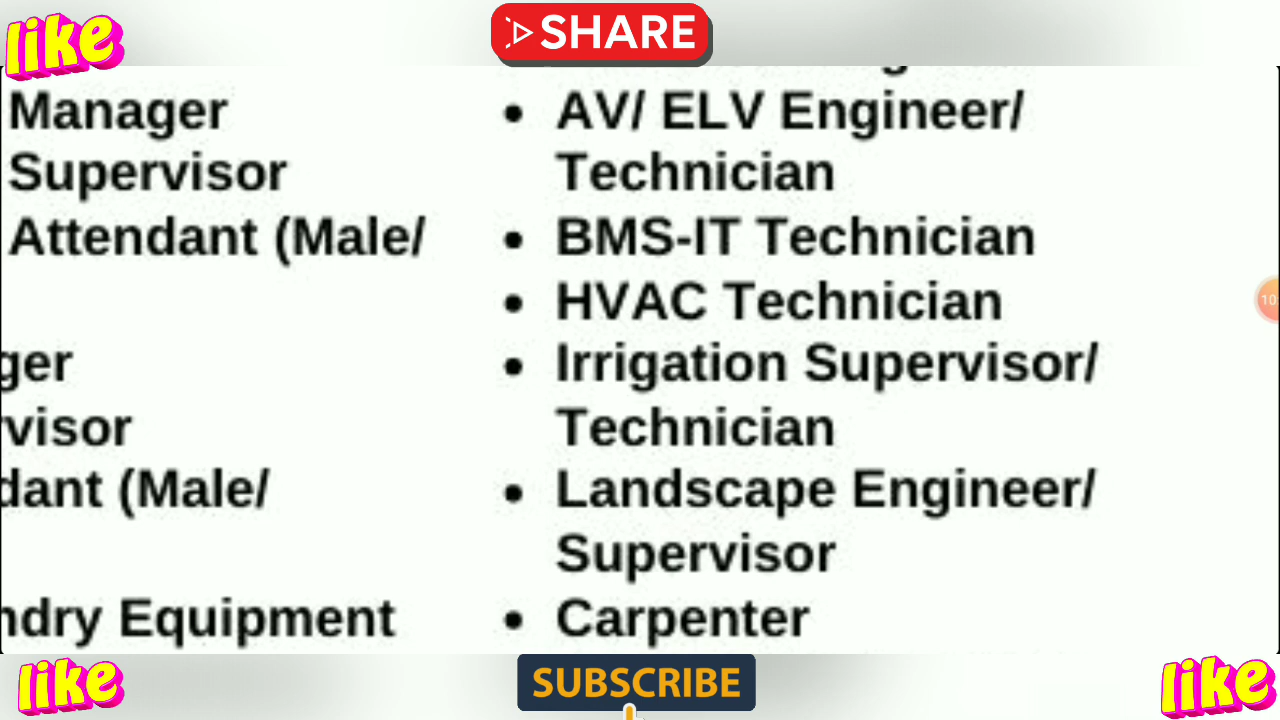 like
SHARE
Manager
Supervisor
Attendant (Male/
ger
visor
dant (Male/
ndry Equipment
• AV/ ELV Engineer/
Technician
• BMS-IT Technician
• HVAC Technician
• Irrigation Supervisor/
Technician
• Landscape Engineer/
Supervisor
• Carpenter
10
like
SUBSCRIBE
like